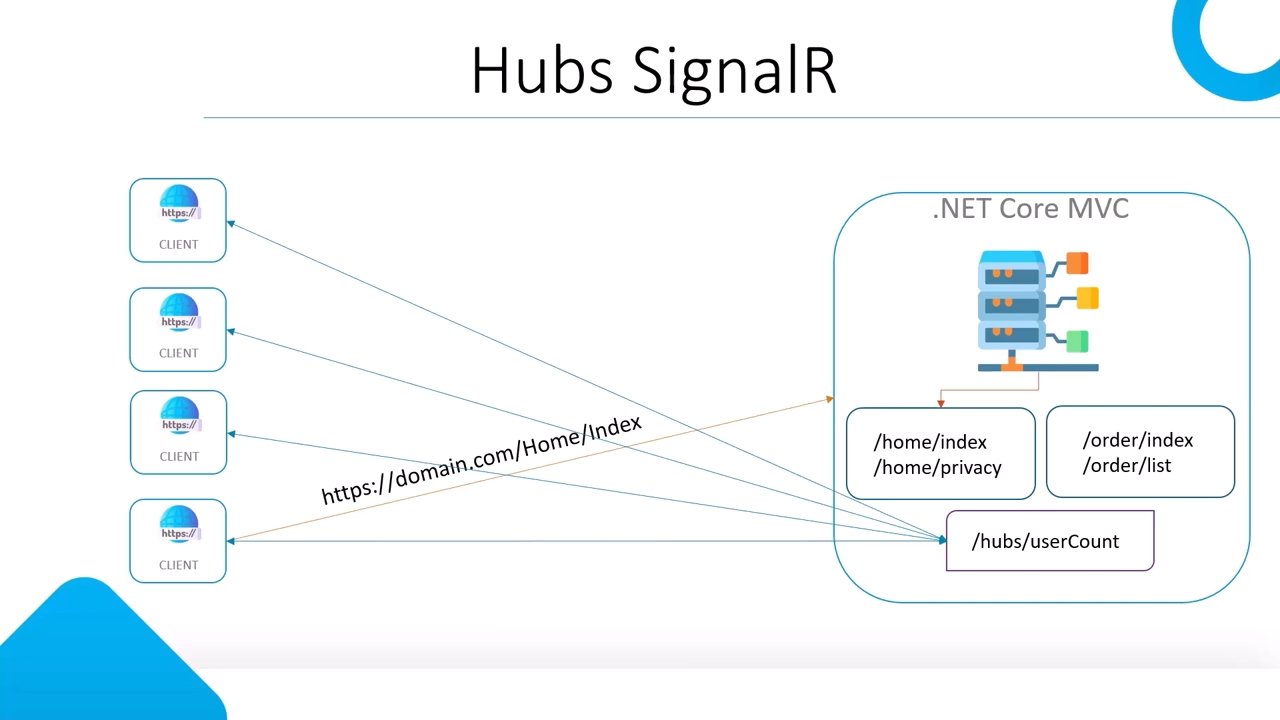 Hubs SignalR
https://
CLIENT
https://
CLIENT
https://
CLIENT
https://
CLIENT
https://domain.com/Home/Index
.NET Core MVC
/home/index
/home/privacy
/order/index
/order/list
/hubs/userCount